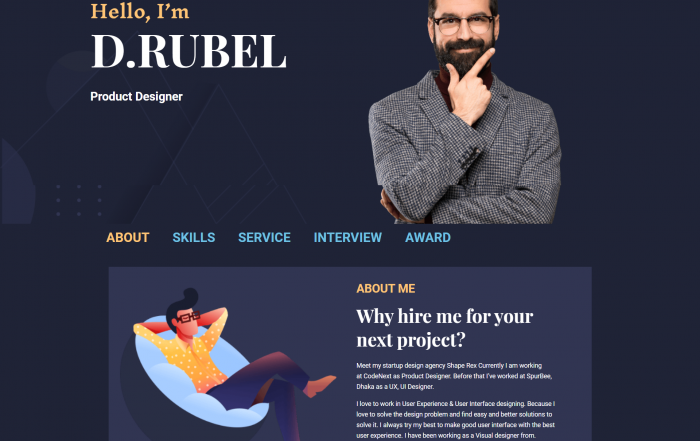 Hello, I'm
D.RUBEL
Product Designer
ABOUT SKILLS SERVICE INTERVIEW AWARD
ABOUT ME
Why hire me for your
next project?
Meet my startup design agency Shape Rex Currently I am working
at CodeNext as Product Designer. Before that I've worked at SpurBee,
Dhaka as a UX, UI Designer.
I love to work in User Experience & User Interface designing. Because I
love to solve the design problem and find easy and better solutions to
solve it. I always try my best to make good user interface with the best
user experience. I have been working as a Visual designer from.